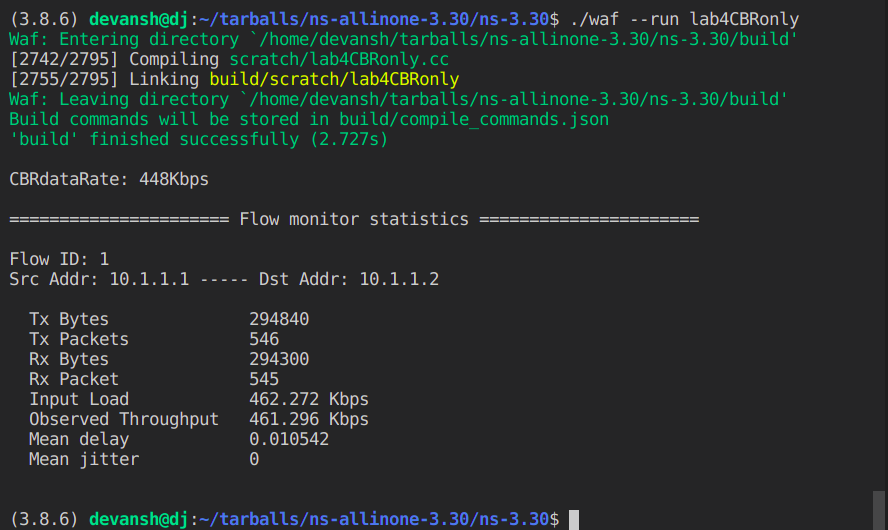 (3.8.6) devansh@dj:~/tarballs/ns-allinone-3.30/ns-3.30$ ./waf --run lab4CBRonly
Waf: Entering directory `/home/devansh/tarballs/ns-allinone-3.30/ns-3.30/build'
[2742/2795] Compiling scratch/lab4CBRonly.cc
[2755/2795] Linking build/scratch/lab4CBRonly
Waf: Leaving directory `/home/devansh/tarballs/ns-allinone-3.30/ns-3.30/build'
Build commands will be stored in build/compile_commands.json
'build' finished successfully (2.727s)
CBRdataRate: 448Kbps
====================== Flow monitor statistics ======================
Flow ID: 1
Src Addr: 10.1.1.1 ----- Dst Addr: 10.1.1.2
Tx Bytes 294840
Tx Packets 546
Rx Bytes 294300
Rx Packet 545
Input Load 462.272 Kbps
Observed Throughput 461.296 Kbps
Mean delay 0.010542
Mean jitter 0
(3.8.6) devansh@dj:~/tarballs/ns-allinone-3.30/ns-3.30$